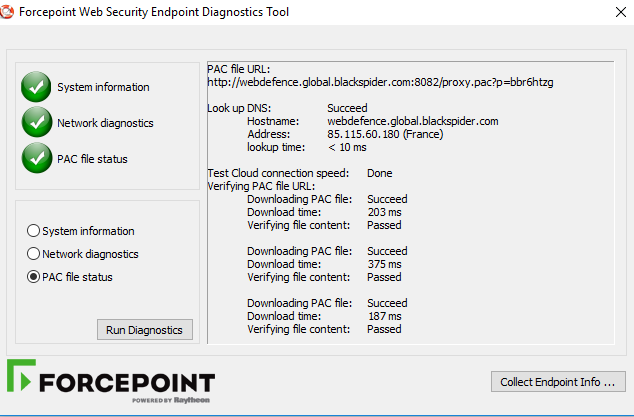 Forcepoint Web Security Endpoint Diagnostics Tool
System information
Network diagnostics
PAC file status
System information
Network diagnostics
PAC file status
Run Diagnostics
PAC file URL:
http://webdefence.global.blackspider.com:8082/proxy.pac?p=bbr6htzg
Look up DNS: Succeed
Hostname: webdefence.global.blackspider.com
Address: 85.115.60.180 (France)
lookup time: < 10 ms
Test Cloud connection speed: Done
Verifying PAC file URL:
Downloading PAC file: Succeed
Download time: 203 ms
Verifying file content: Passed
Downloading PAC file: Succeed
Download time: 375 ms
Verifying file content: Passed
Downloading PAC file: Succeed
Download time: 187 ms
Verifying file content: Passed
FORCEPOINT
POWERED BY Raytheon
Collect Endpoint Info ...